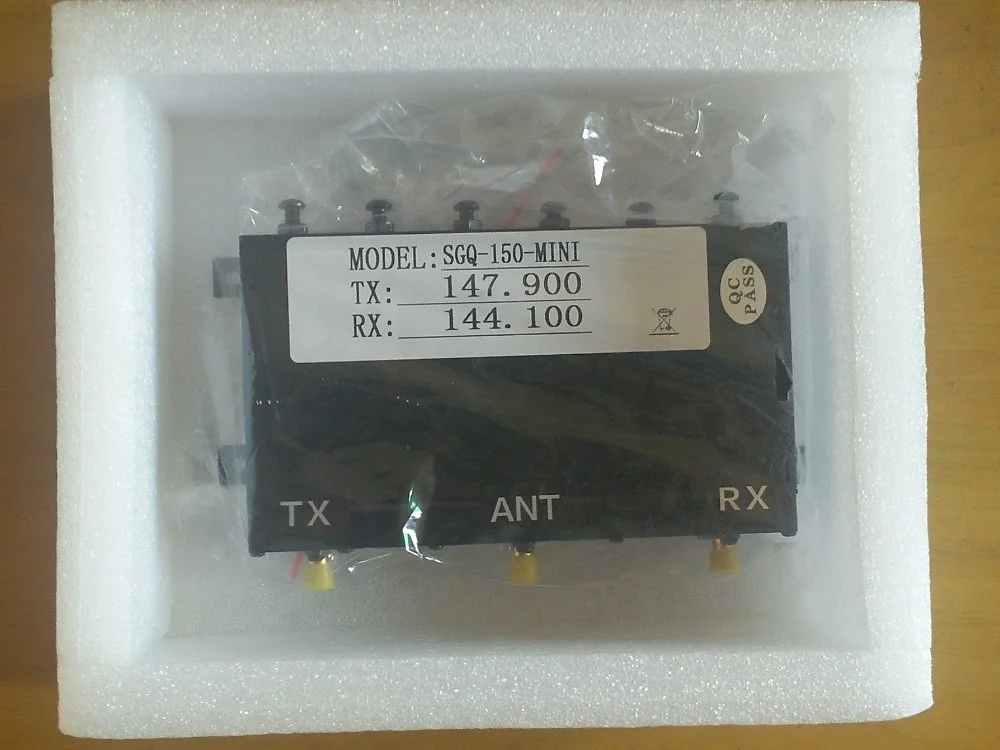 MODEL: SGQ-150-MINI
TX: 147.900
RX: 144.100
QC
PASS
TX ANT RX